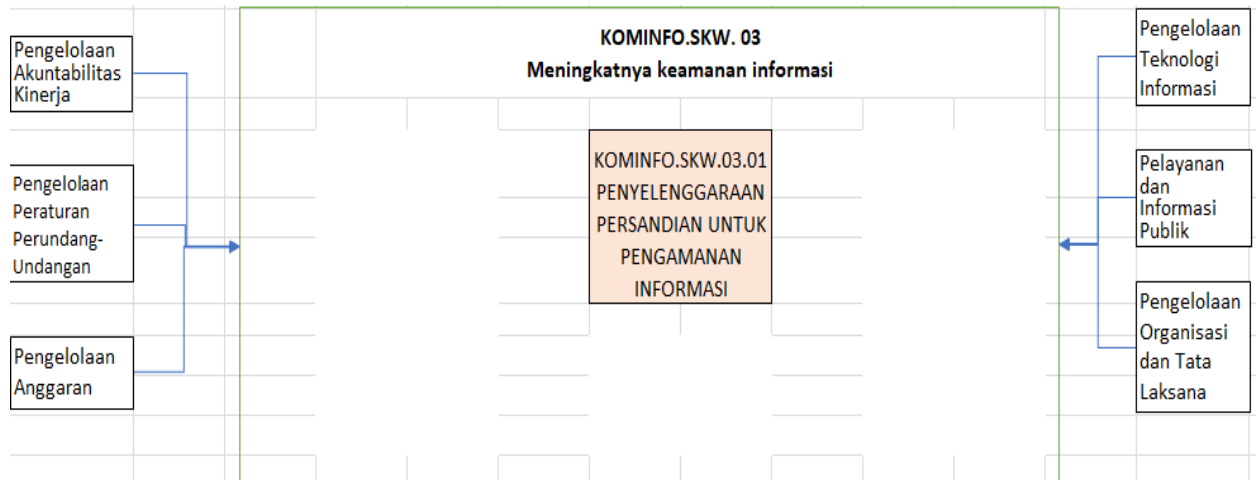 Pengelolaan
Akuntabilitas
Kinerja
Pengelolaan
Peraturan
Perundang-
Undangan
Pengelolaan
Anggaran
KOMINFO.SKW. 03
Meningkatnya keamanan informasi
KOMINFO.SKW.03.01
PENYELENGGARAAN
PERSANDIAN UNTUK
PENGAMANAN
INFORMASI
Pengelolaan
Teknologi
Informasi
Pelayanan
dan
Informasi
Publik
Pengelolaan
Organisasi
dan Tata
Laksana